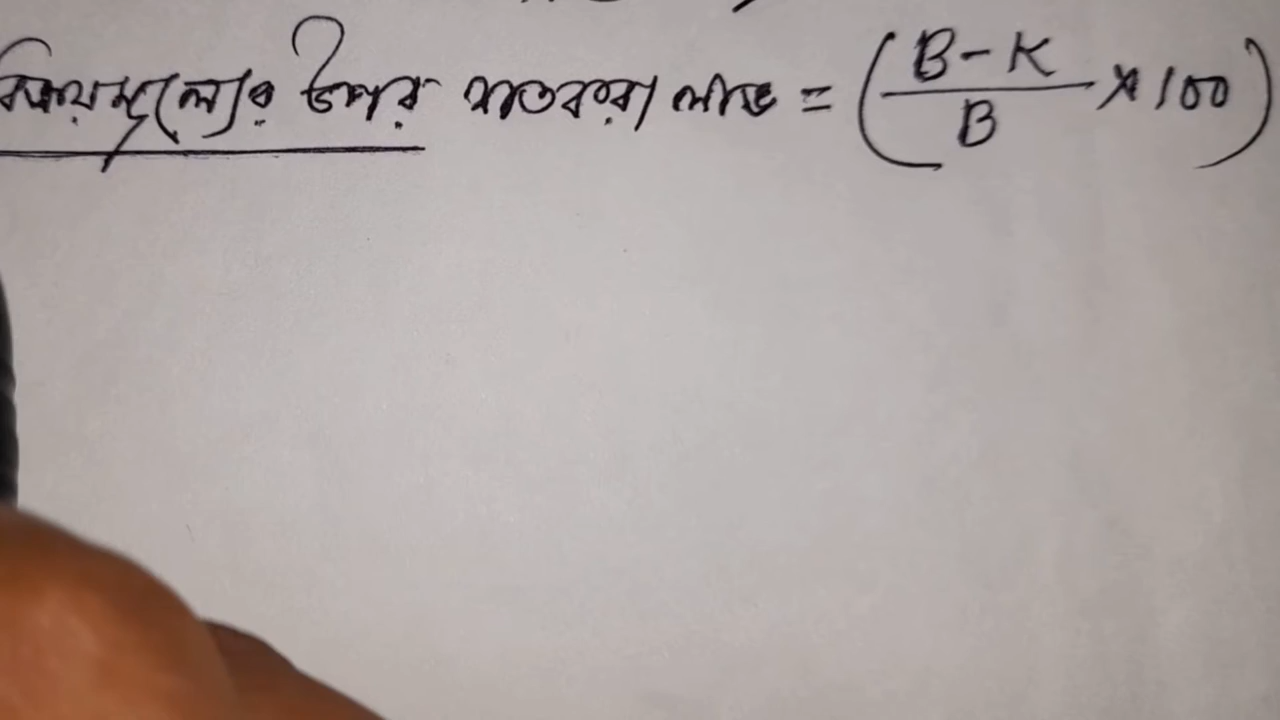 বিক্রয়মূল্যের উপর শতকরা লাভ = (B-K/B × 100)